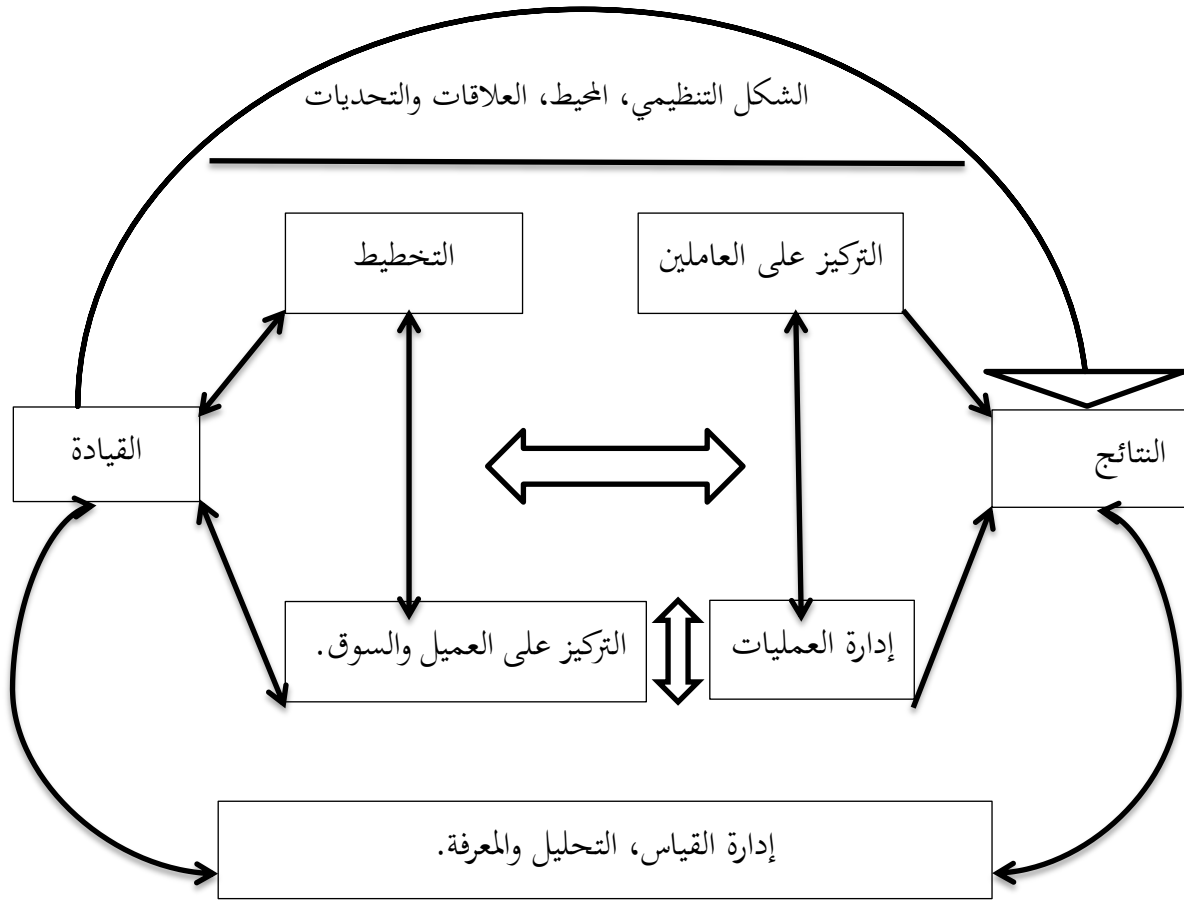 الشكل التنظيمي، المحيط، العلاقات والتحديات
التركيز على العاملين
التخطيط
النتائج
القيادة
إدارة العمليات
التركيز على العميل والسوق.
إدارة القياس، التحليل والمعرفة.